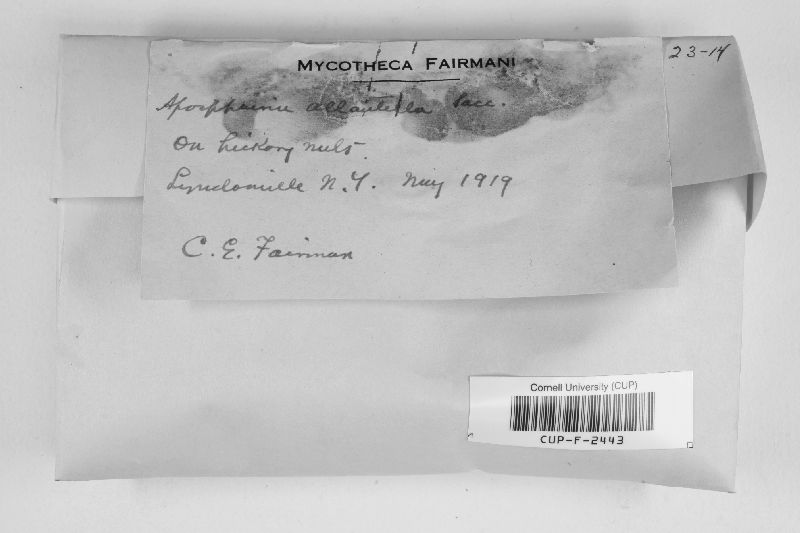 23-14
MYCOTHECA FAIRMANI
Aposphaeria allantella Sacc.
On hickory nuts.
Lyndonville N.Y. May 1919
C. E. Fairman
Cornell University (CUP)
CUP-F-2443